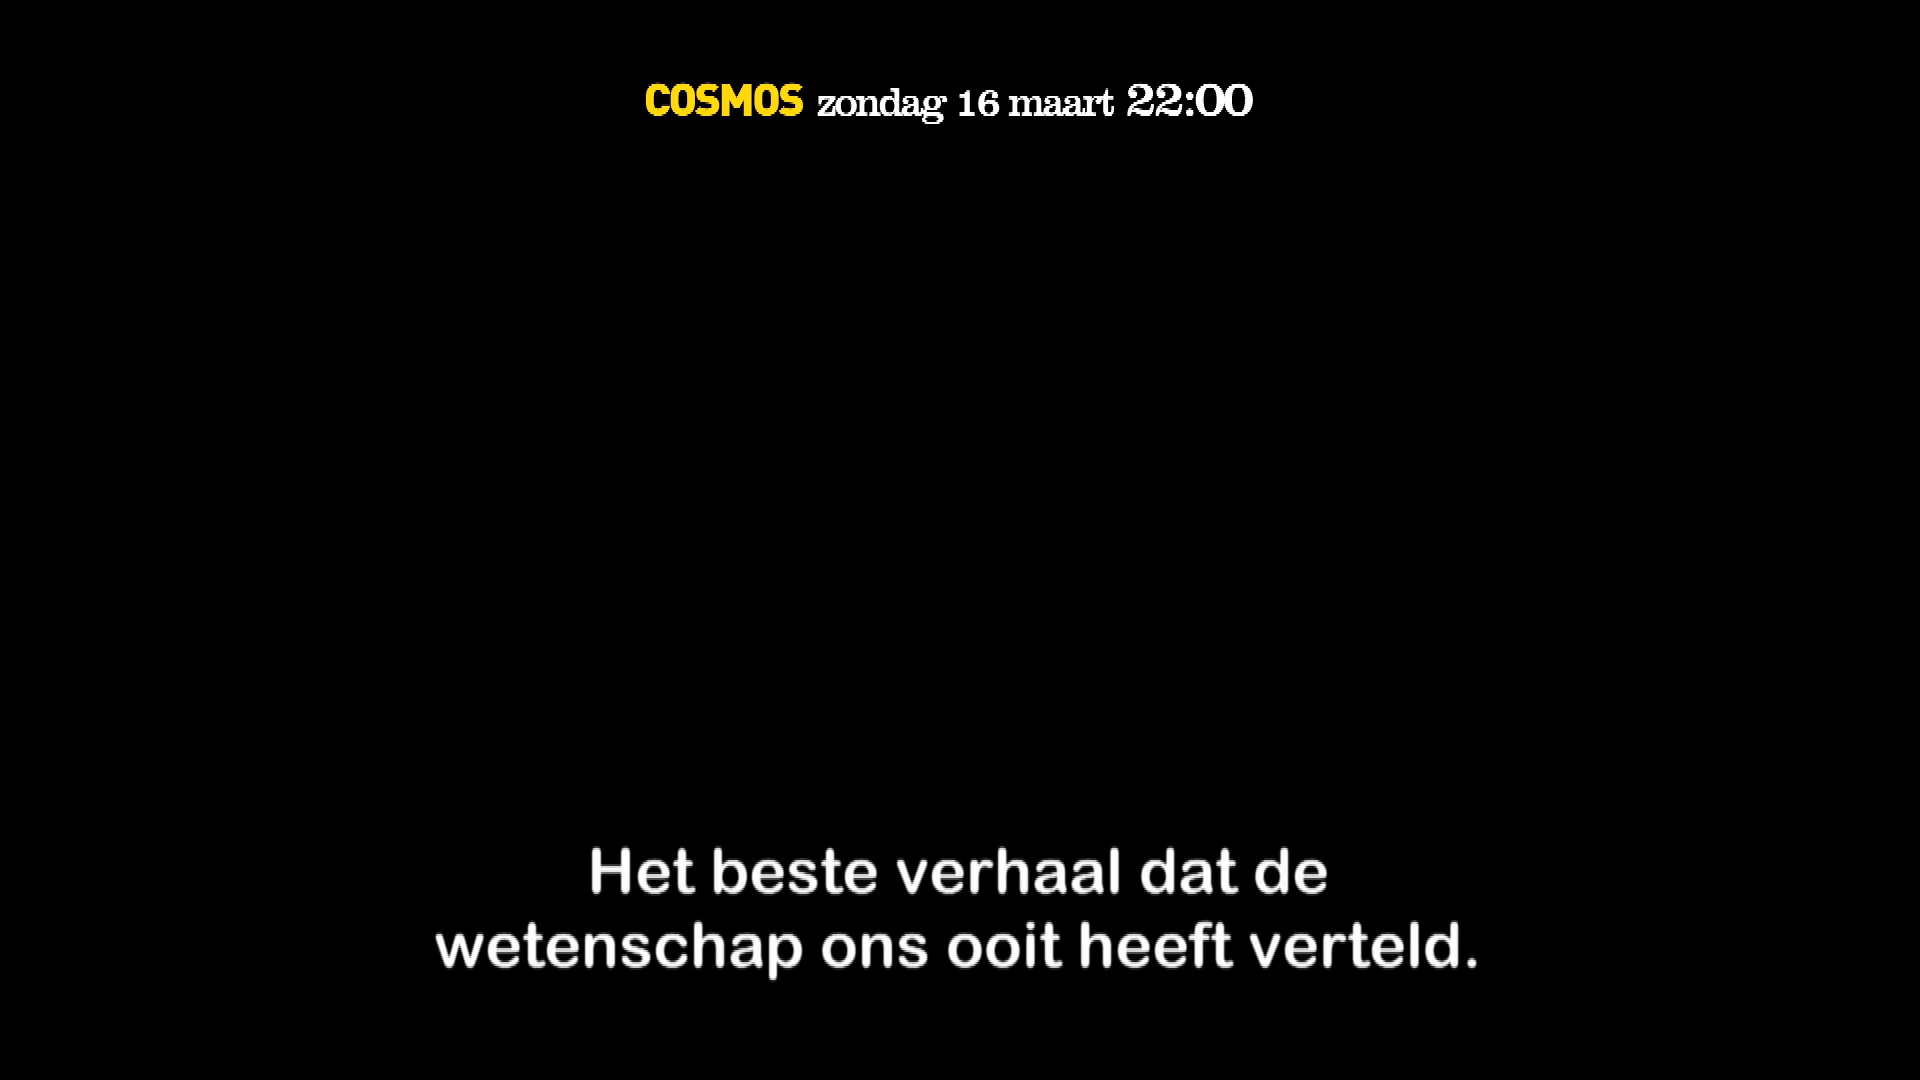 COSMOS zondag 16 maart 22:00
Het beste verhaal dat de
wetenschap ons ooit heeft verteld.